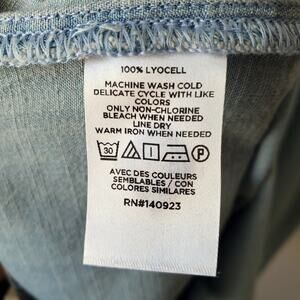 100% LYOCELL
MACHINE WASH COLD
DELICATE CYCLE WITH LIKE
COLORS
ONLY NON-CHLORINE
BLEACH WHEN NEEDED
LINE DRY
WARM IRON WHEN NEEDED
30 P
AVEC DES COULEURS
SEMBLABLES / CON
COLORES SIMILARES
RN#140923